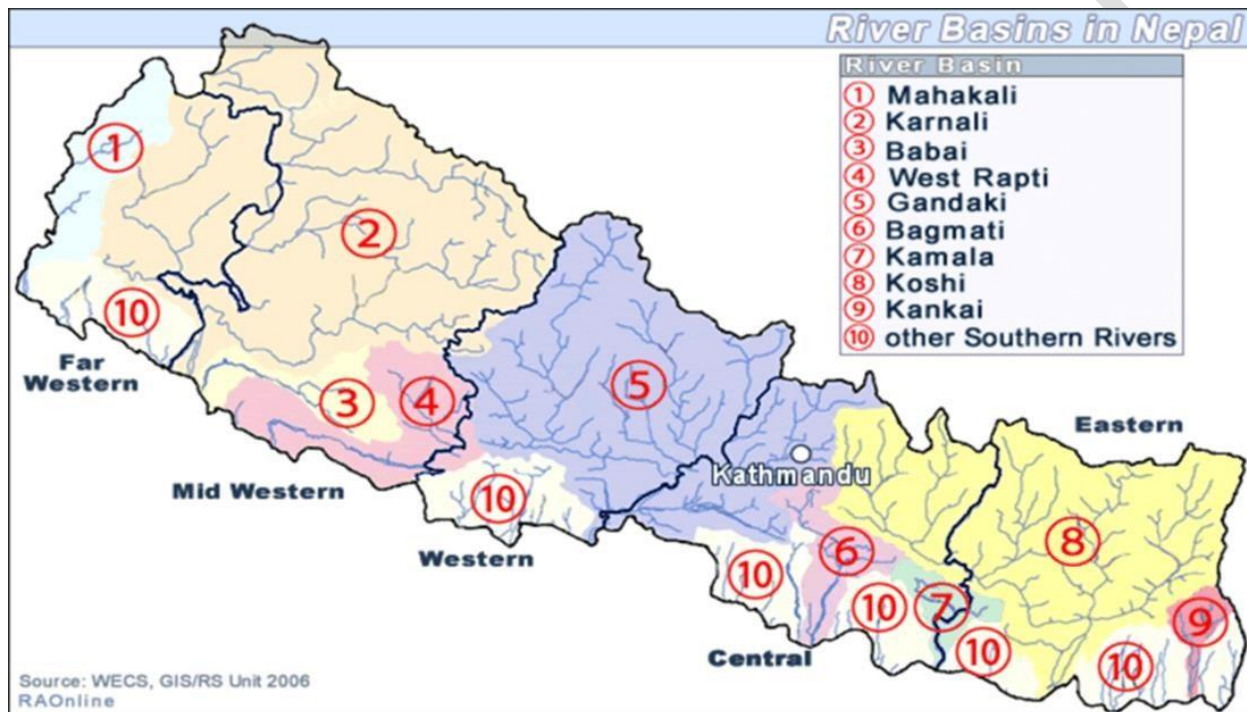 River Basins in Nepal
River Basin
1 Mahakali
2 Karnali
3 Babai
4 West Rapti
5 Gandaki
6 Bagmati
7 Kamala
8 Koshi
9 Kankai
10 other Southern Rivers
1
2
10
Far
Western
3
4
5
Eastern
Kathmandu
Mid Western
10
Western
8
6
10
10
7
9
10
10
Central
Source: WECS, GIS/RS Unit 2006
RAOnline